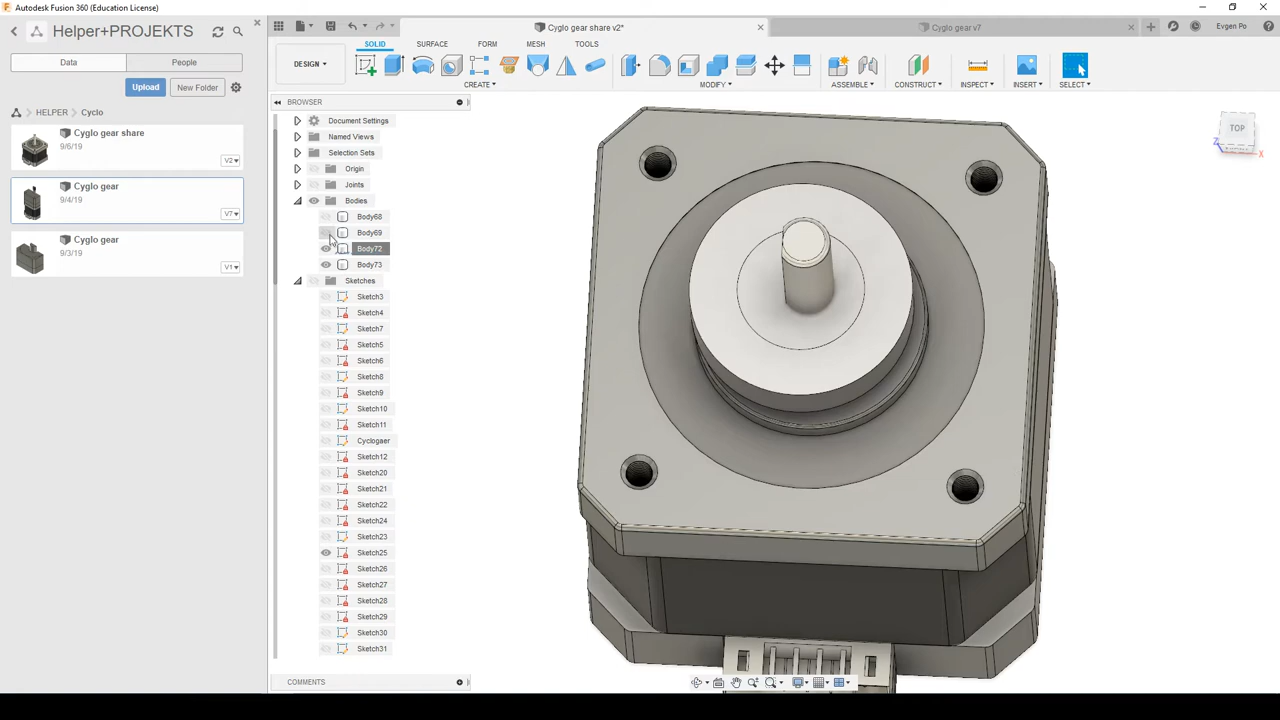 Autodesk Fusion 360 (Education License)
Helper+PROJEKTS
Cyglo gear share v2*
Cyglo gear v7
Evgen Po
Data
People
DESIGN
SOLID
SURFACE
FORM
MESH
TOOLS
Upload
New Folder
CREATE
MODIFY
ASSEMBLE
CONSTRUCT
INSPECT
INSERT
SELECT
HELPER
Cyclo
Cyglo gear share
9/6/19
V2
Cyglo gear
9/4/19
V7
Cyglo gear
9/3/19
V1
BROWSER
Document Settings
Named Views
Selection Sets
Origin
Joints
Bodies
Body68
Body69
Body72
Body73
Sketches
Sketch3
Sketch4
Sketch7
Sketch5
Sketch6
Sketch8
Sketch9
Sketch10
Sketch11
Cyclogaer
Sketch12
Sketch20
Sketch21
Sketch22
Sketch24
Sketch23
Sketch25
Sketch26
Sketch27
Sketch28
Sketch29
Sketch30
Sketch31
COMMENTS
TOP
Z
X